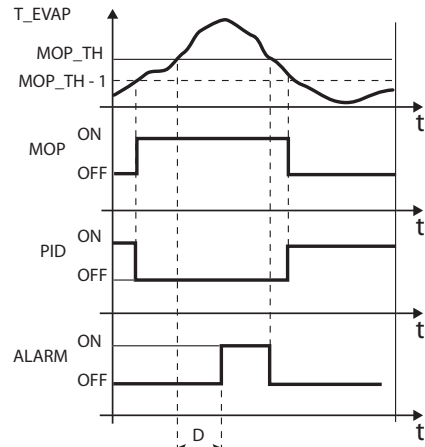 T_EVAP
MOP_TH
MOP_TH - 1
t
ON
MOP
OFF
t
ON
PID
OFF
t
ON
ALARM
OFF
t
D